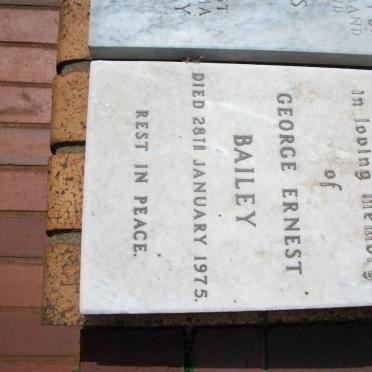 In loving memory
of
GEORGE ERNEST
BAILEY
DIED 28TH JANUARY 1975.
REST IN PEACE.